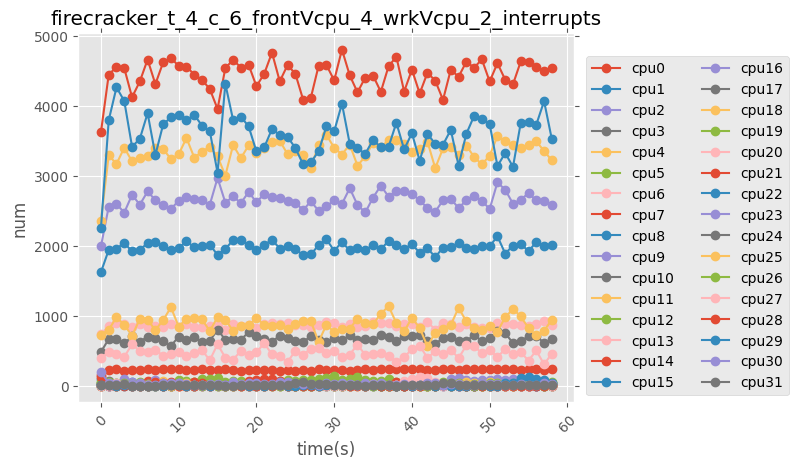 firecracker_t_4_c_6_frontVcpu_4_wrkVcpu_2_interrupts
num
5000
4000
3000
2000
1000
0
0
10
20
30
40
50
60
time(s)
cpu0
cpu1
cpu2
cpu3
cpu4
cpu5
cpu6
cpu7
cpu8
cpu9
cpu10
cpu11
cpu12
cpu13
cpu14
cpu15
cpu16
cpu17
cpu18
cpu19
cpu20
cpu21
cpu22
cpu23
cpu24
cpu25
cpu26
cpu27
cpu28
cpu29
cpu30
cpu31